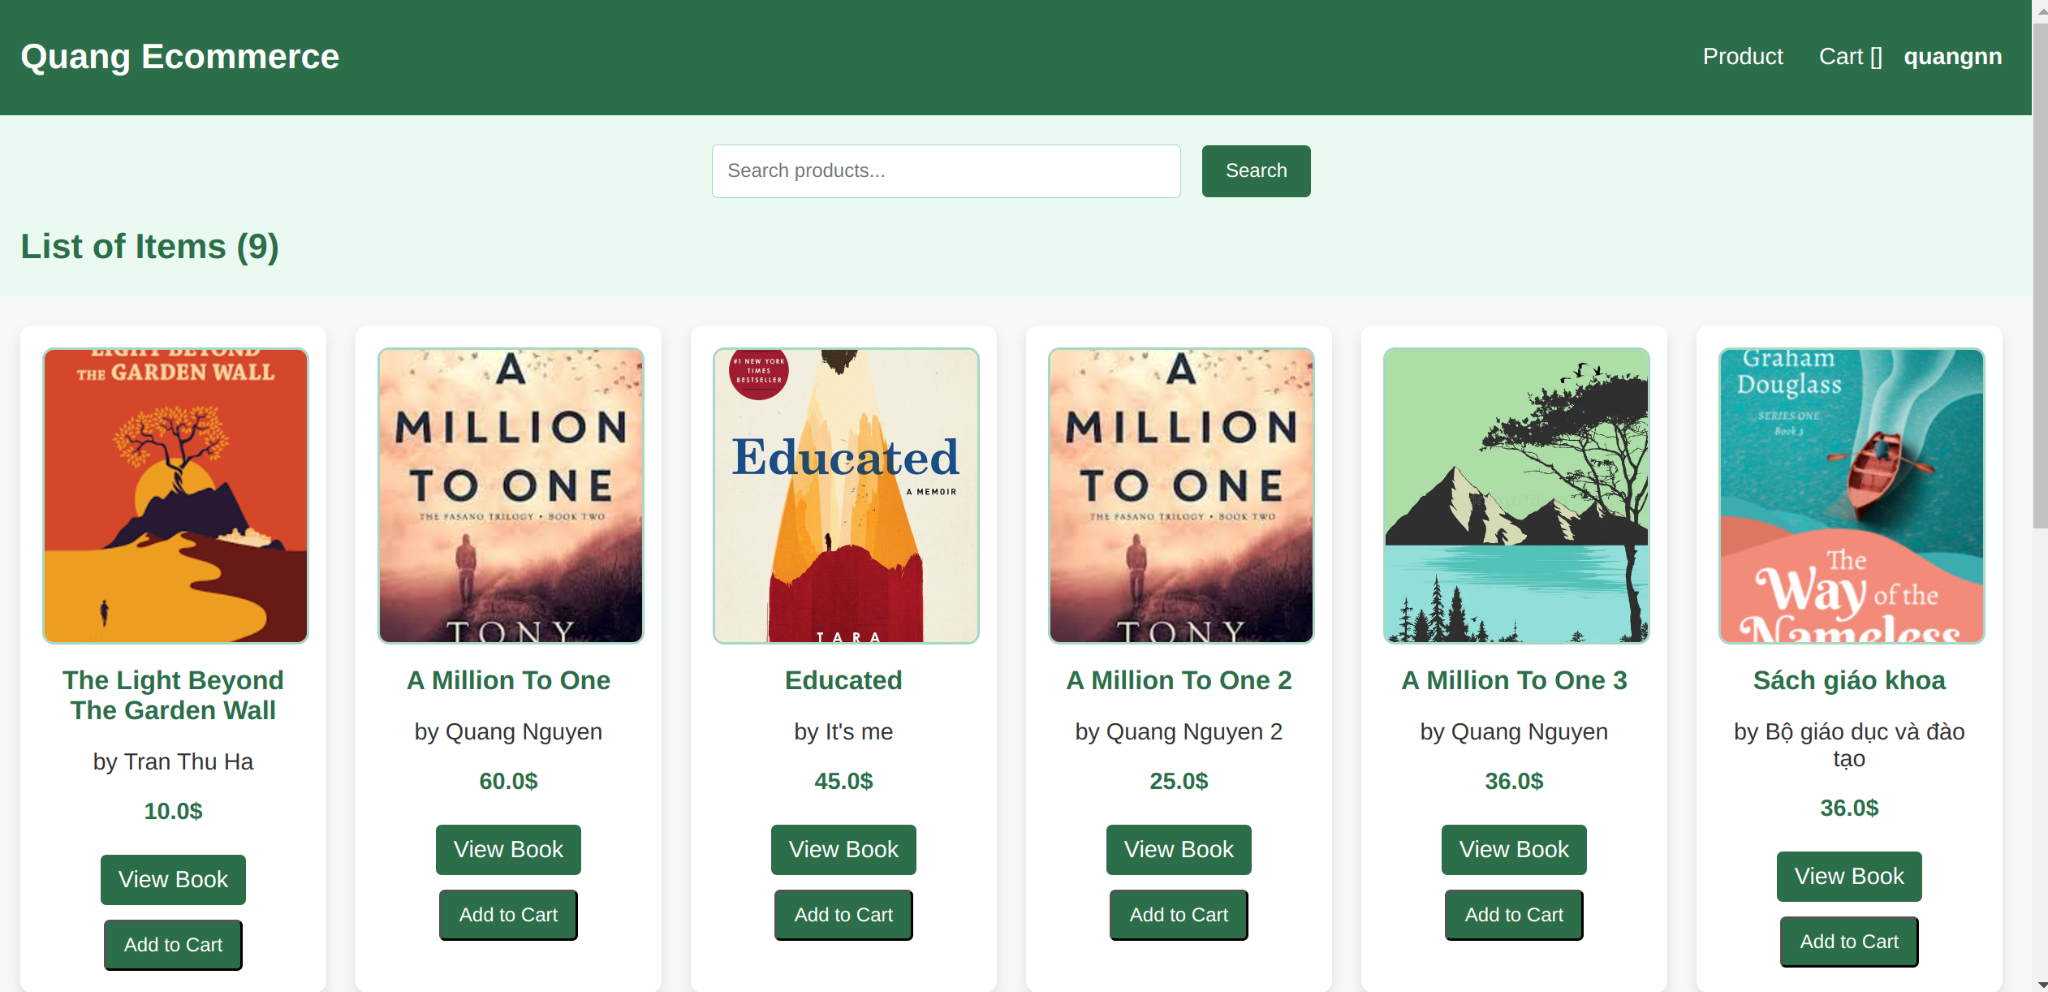 Quang Ecommerce
Product
Cart []
quangnn
Search products...
Search
List of Items (9)
LIGHT BEYOND
THE GARDEN WALL
The Light Beyond
The Garden Wall
by Tran Thu Ha
10.0$
View Book
Add to Cart
A
MILLION
TO ONE
THE FASANO TRILOGY • BOOK TWO
TONY
A Million To One
by Quang Nguyen
60.0$
View Book
Add to Cart
#1 NEW YORK
TIMES
BESTSELLER
Educated
A MEMOIR
TARA
Educated
by It's me
45.0$
View Book
Add to Cart
A
MILLION
TO ONE
THE FASANO TRILOGY • BOOK TWO
TONY
A Million To One 2
by Quang Nguyen 2
25.0$
View Book
Add to Cart
A Million To One 3
by Quang Nguyen
36.0$
View Book
Add to Cart
Graham
Douglass
SERIES ONE
Book 3
The
Way of the
Nameless
Sách giáo khoa
by Bộ giáo dục và đào
tạo
36.0$
View Book
Add to Cart